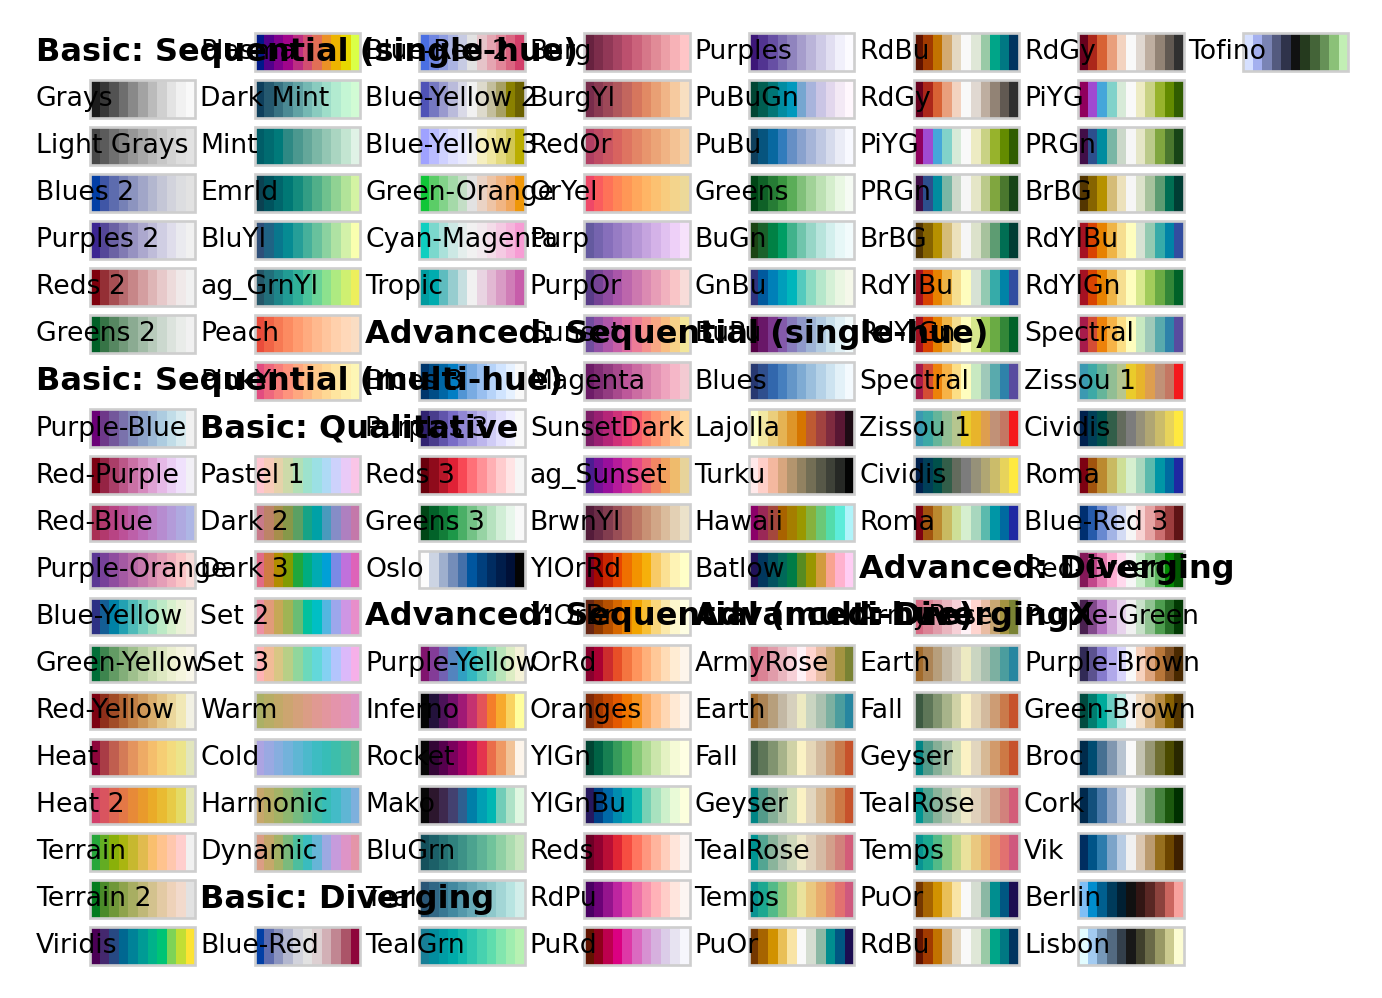 Basic: Sequential (single-hue)
Grays
Light Grays
Blues 2
Purples 2
Reds 2
Greens 2
Basic: Sequential (multi-hue)
Purple-Blue
Red-Purple
Red-Blue
Purple-Orange
Blue-Yellow
Green-Yellow
Red-Yellow
Heat
Heat 2
Terrain
Terrain 2
Viridis
Plasma
Dark Mint
Mint
Emrld
BluYl
ag_GrnYl
Peach
PinkYl
Basic: Qualitative
Pastel 1
Dark 2
Dark 3
Set 2
Set 3
Warm
Cold
Harmonic
Dynamic
Basic: Diverging
Blue-Red
Blue-Red 2
Blue-Yellow 2
Blue-Yellow 3
Green-Orange
Cyan-Magenta
Tropic
Advanced: Sequential (single-hue)
Blues 3
Purples 3
Reds 3
Greens 3
Oslo
Advanced: Sequential (multi-hue)
Purple-Yellow
Inferno
Rocket
Mako
BluGrn
Teal
TealGrn
Burg
BurgYl
RedOr
OrYel
Purp
PurpOr
Sunset
Magenta
SunsetDark
ag_Sunset
BrwnYl
YlOrRd
YlOrBr
OrRd
Oranges
YlGn
YlGnBu
Reds
RdPu
PuRd
Purples
PuBuGn
PuBu
Greens
BuGn
GnBu
BuPu
Blues
Lajolla
Turku
Hawaii
Batlow
Advanced: DivergingX
ArmyRose
Earth
Fall
Geyser
TealRose
Temps
PuOr
RdBu
RdGy
PiYG
PRGn
BrBG
RdYlBu
RdYlGn
Spectral
Zissou 1
Cividis
Roma
Advanced: Diverging
ArmyRose
Earth
Fall
Geyser
TealRose
Temps
PuOr
RdBu
RdGy
PiYG
PRGn
BrBG
RdYlBu
RdYlGn
Spectral
Zissou 1
Cividis
Roma
Blue-Red 3
Red-Green
Purple-Green
Purple-Brown
Green-Brown
Broc
Cork
Vik
Berlin
Lisbon
Tofino